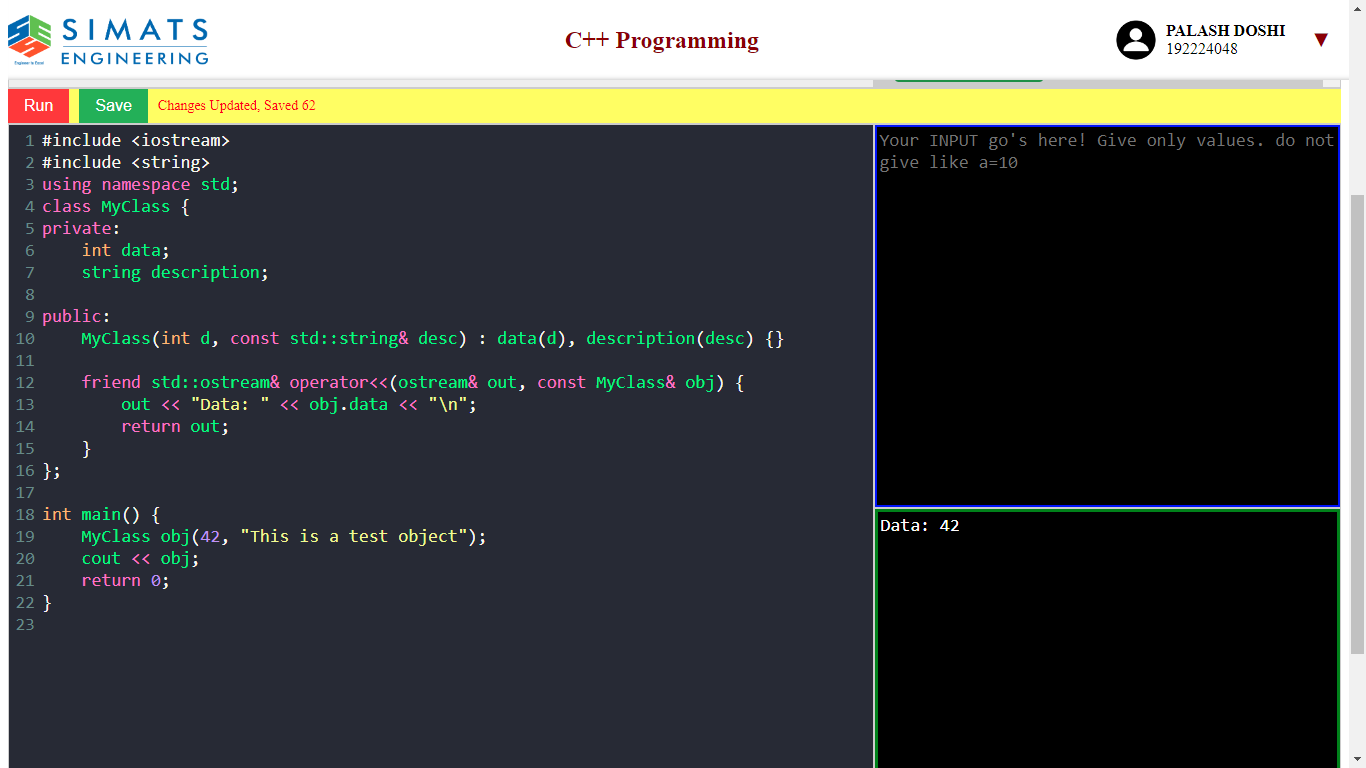 SIMATS
ENGINEERING
Engineer to Excel
C++ Programming
PALASH DOSHI
192224048
▼
Run
Save
Changes Updated, Saved 62
1 #include <iostream>
2 #include <string>
3 using namespace std;
4 class MyClass {
5 private:
6     int data;
7     string description;
8
9 public:
10     MyClass(int d, const std::string& desc) : data(d), description(desc) {}
11
12     friend std::ostream& operator<<(ostream& out, const MyClass& obj) {
13         out << "Data: " << obj.data << "\n";
14         return out;
15     }
16 };
17
18 int main() {
19     MyClass obj(42, "This is a test object");
20     cout << obj;
21     return 0;
22 }
23
Your INPUT go's here! Give only values. do not
give like a=10
Data: 42